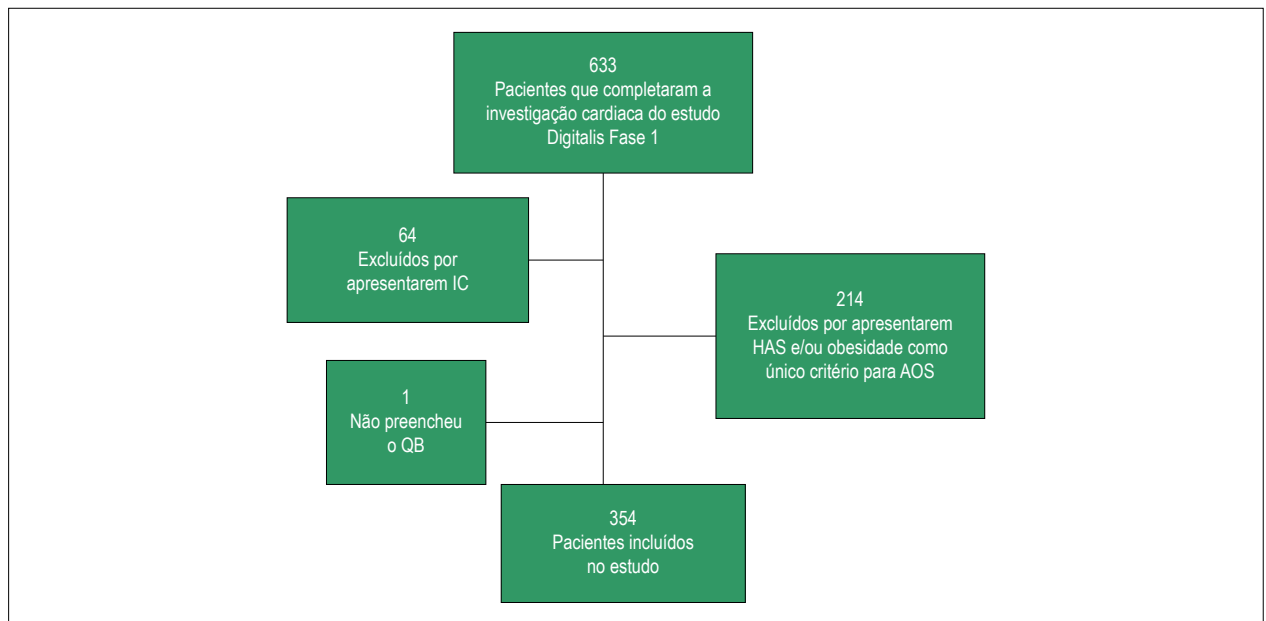 633
Pacientes que completaram a
investigação cardiaca do estudo
Digitalis Fase 1
64
Excluídos por
apresentarem IC
214
Excluídos por apresentarem
HAS e/ou obesidade como
único critério para AOS
1
Não preencheu
o QB
354
Pacientes incluídos
no estudo